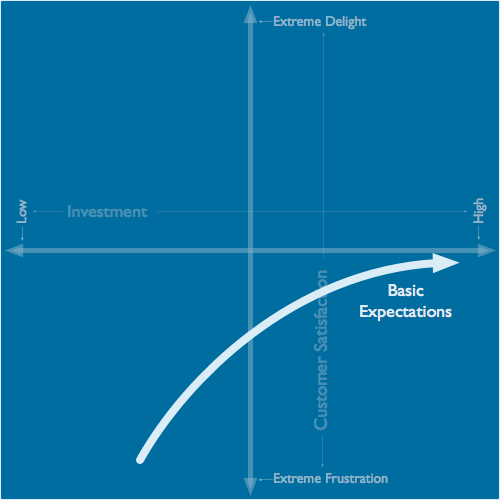 Extreme Delight
Low
Investment
High
Basic
Expectations
Customer Satisfaction
Extreme Frustration